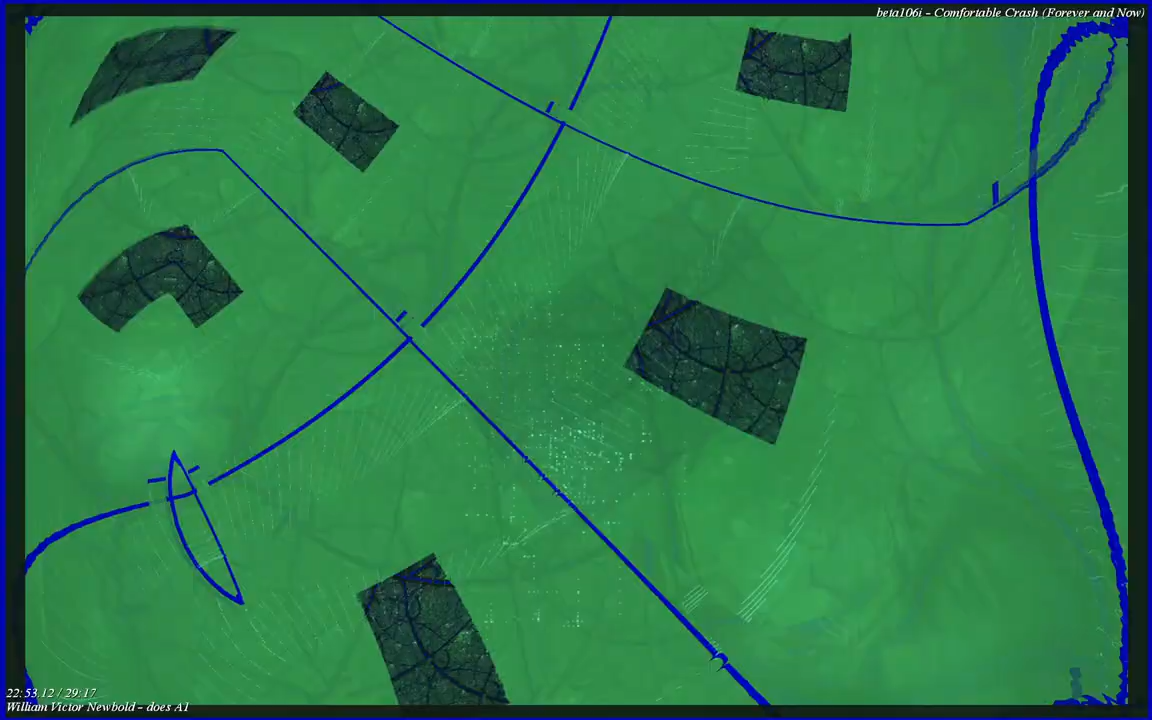 beta106i - Comfortable Crash (Forever and Now)
22:53.12 / 29:17
William Victor Newbold - does A1